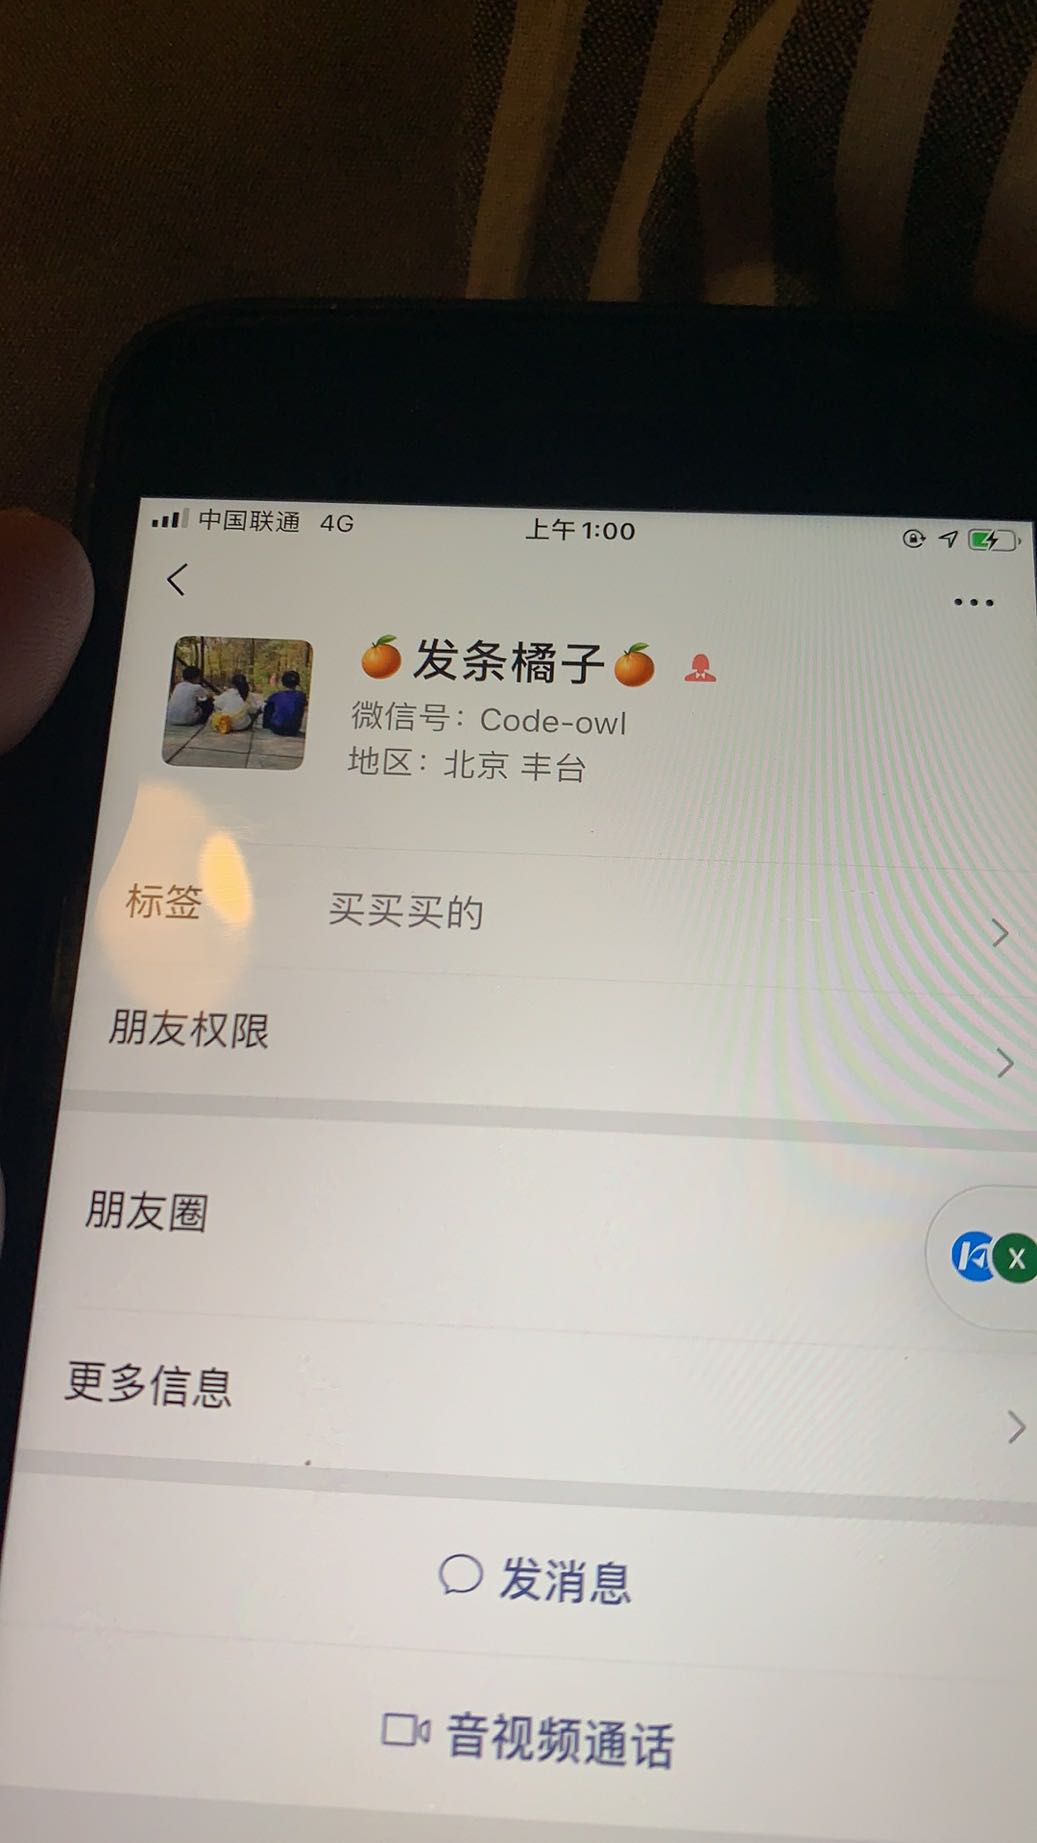 中国联通 4G 上午1:00
🍊发条橘子🍊
微信号：Code-owl
地区：北京 丰台
标签 买买买的
朋友权限
朋友圈
X
更多信息
发消息
音视频通话